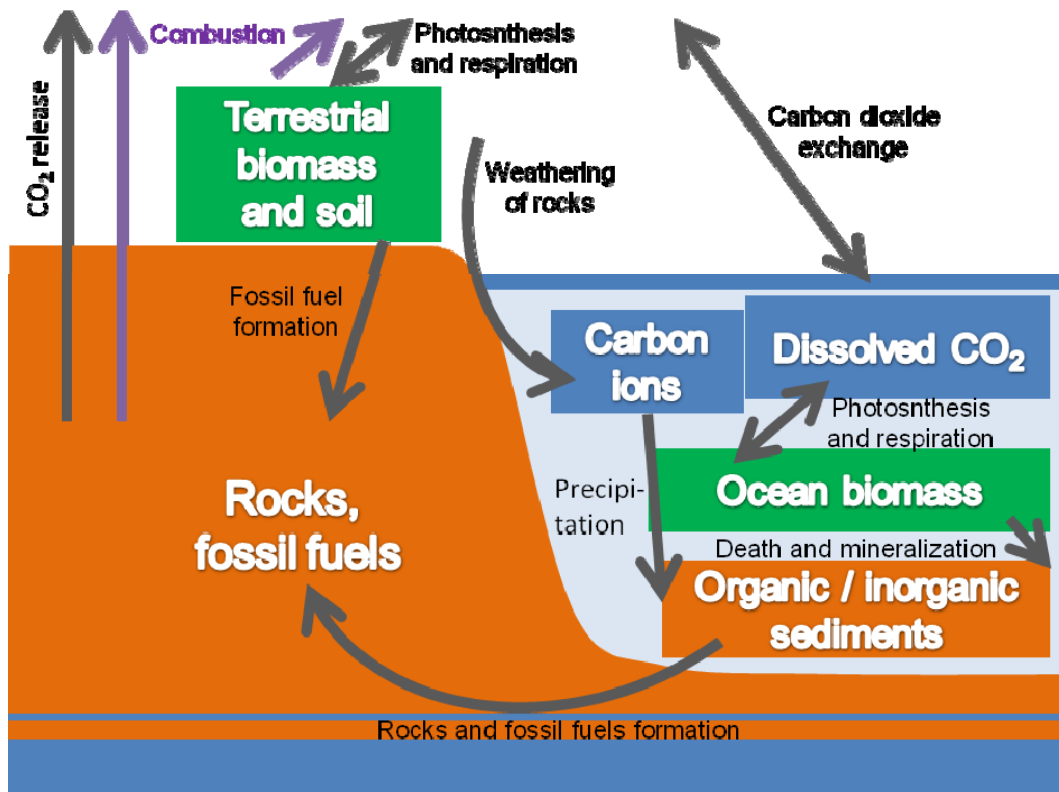 Combustion
Photosnthesis
and respiration
CO₂ release
Terrestrial
biomass
and soil
Carbon dioxide
exchange
Weathering
of rocks
Fossil fuel
formation
Carbon
ions
Dissolved CO₂
Photosnthesis
and respiration
Precipi-
tation
Ocean biomass
Rocks,
fossil fuels
Death and mineralization
Organic / inorganic
sediments
Rocks and fossil fuels formation